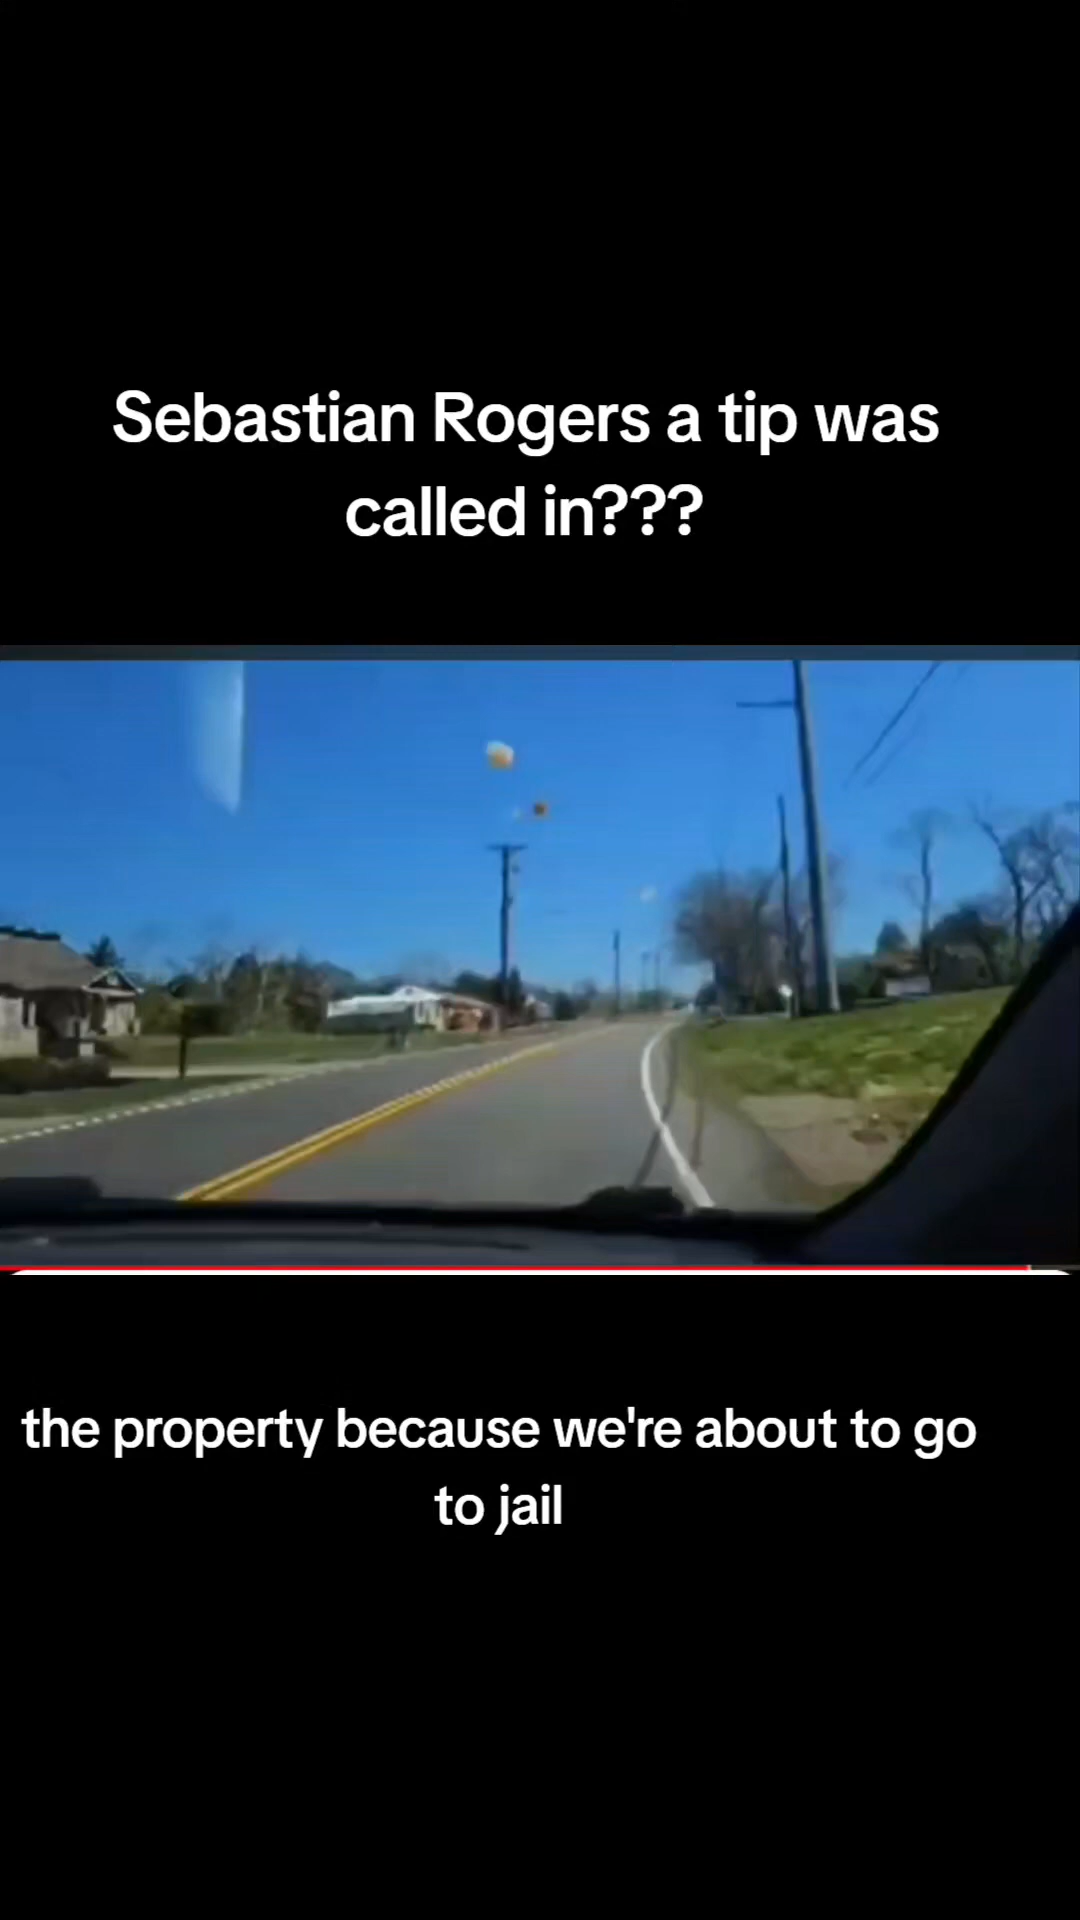 Sebastian Rogers a tip was
called in???
the property because we're about to go
to jail